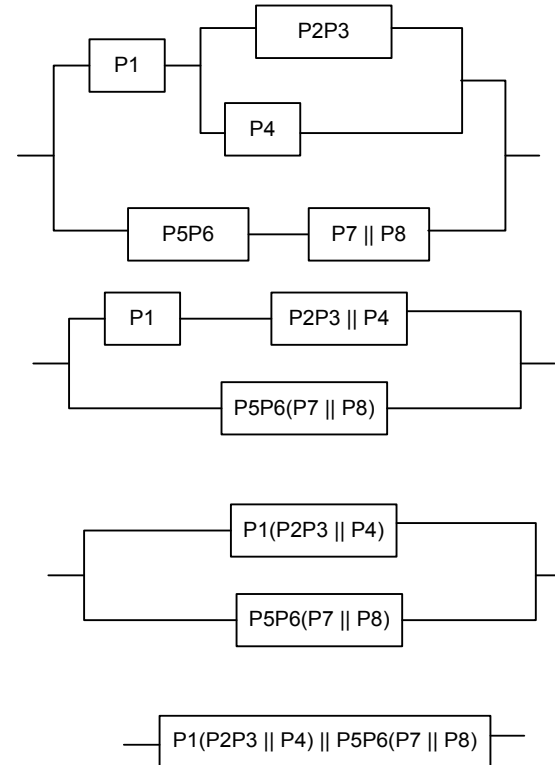 P2P3
P1
P4
P5P6
P7 || P8
P1
P2P3 || P4
P5P6(P7 || P8)
P1(P2P3 || P4)
P5P6(P7 || P8)
P1(P2P3 || P4) || P5P6(P7 || P8)